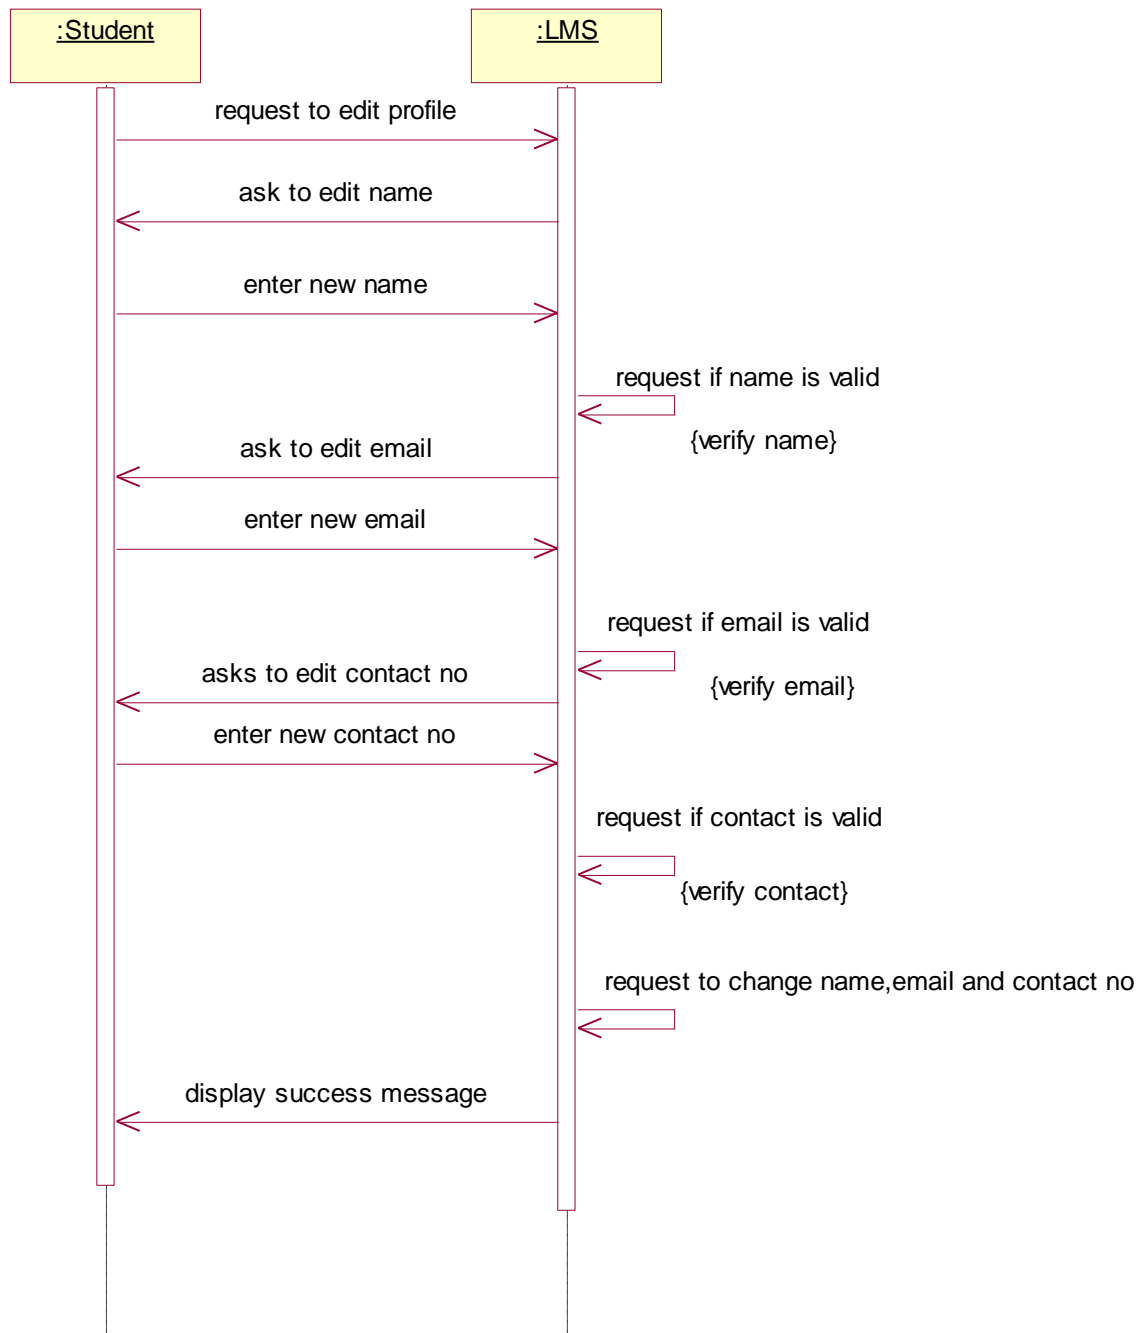 :Student
:LMS
request to edit profile
ask to edit name
enter new name
request if name is valid
{verify name}
ask to edit email
enter new email
request if email is valid
{verify email}
asks to edit contact no
enter new contact no
request if contact is valid
{verify contact}
request to change name,email and contact no
display success message